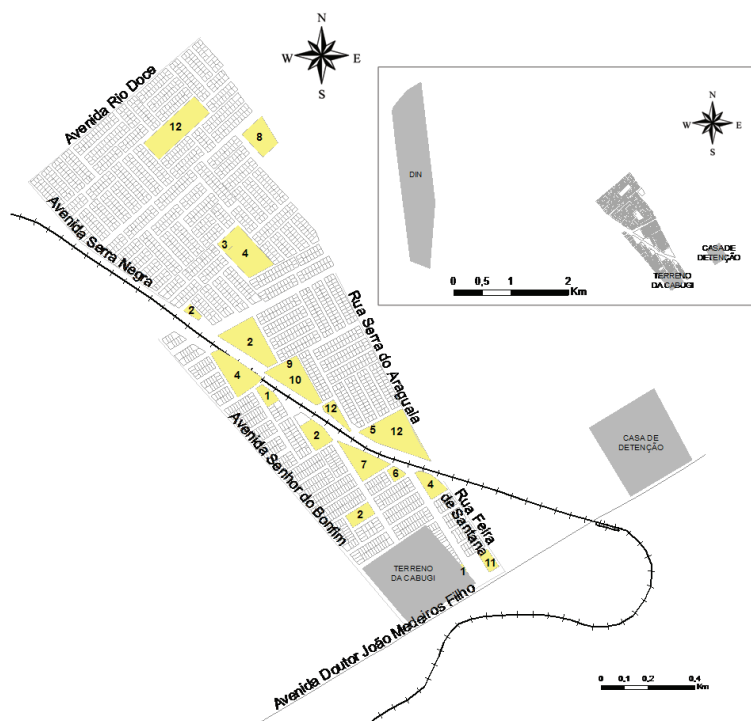 N
W E
S
Avenida Rio Doce
12
8
Avenida Serra Negra
3
4
2
2
Rua Serra do Araguaia
9
4
10
1
12
5
12
2
Avenida Senhor do Bonfim
7
6
4
2
Rua Feira
de Santana
TERRENO
DA CABUGI
1
11
Avenida Doutor João Medeiros Filho
CASA DE
DETENÇÃO
0 0,1 0,2 0,4
Km
N
W E
S
DIN
CASA DE
DETENÇÃO
TERRENO
DA CABUGI
0 0,5 1 2
Km